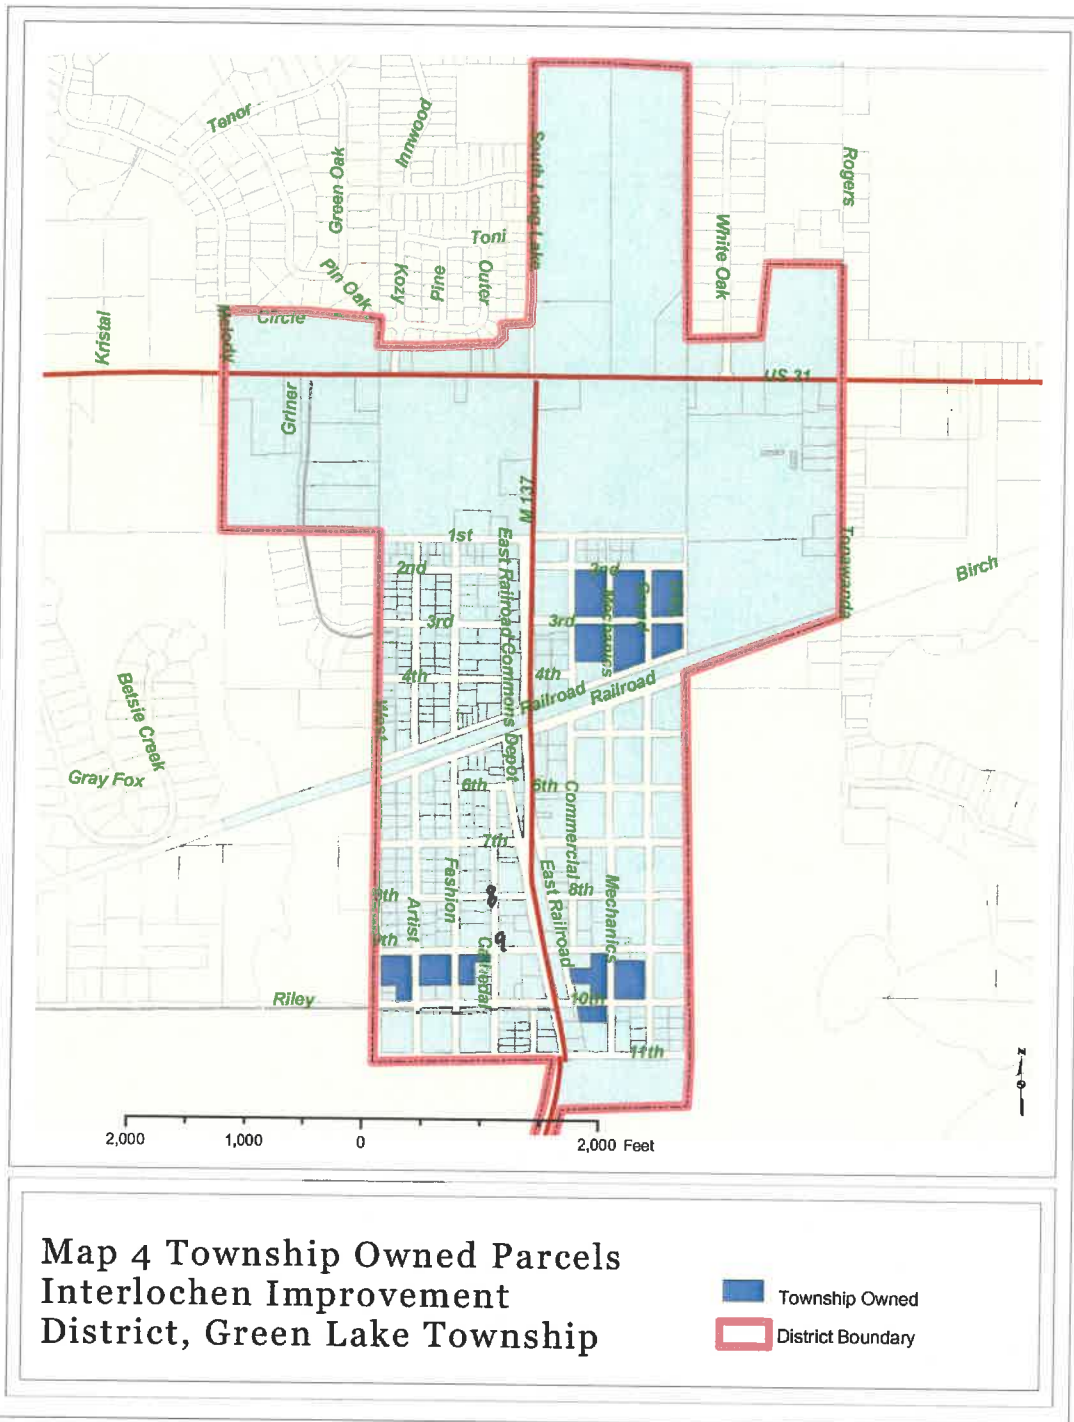 Tenor
Innwood
Green Oak
South Long Lake
Rogers
White Oak
Toni
Pin Oak
Kozy
Pine
Outer
Circle
Melody
Kristal
US 31
Griner
M 137
1st
East Railroad
Commons
Depot
2nd
2nd
3rd
3rd
4th
4th
Mechanics
Tonawanda
Birch
Railroad
Railroad
West
Betsie Creek
Gray Fox
6th
6th
Commercial
7th
Fashion
Artist
8th
8
8th
East Railroad
Mechanics
9th
9
Cathedral
Riley
10th
11th
N
2,000
1,000
0
2,000 Feet
Map 4 Township Owned Parcels
Interlochen Improvement
District, Green Lake Township
Township Owned
District Boundary